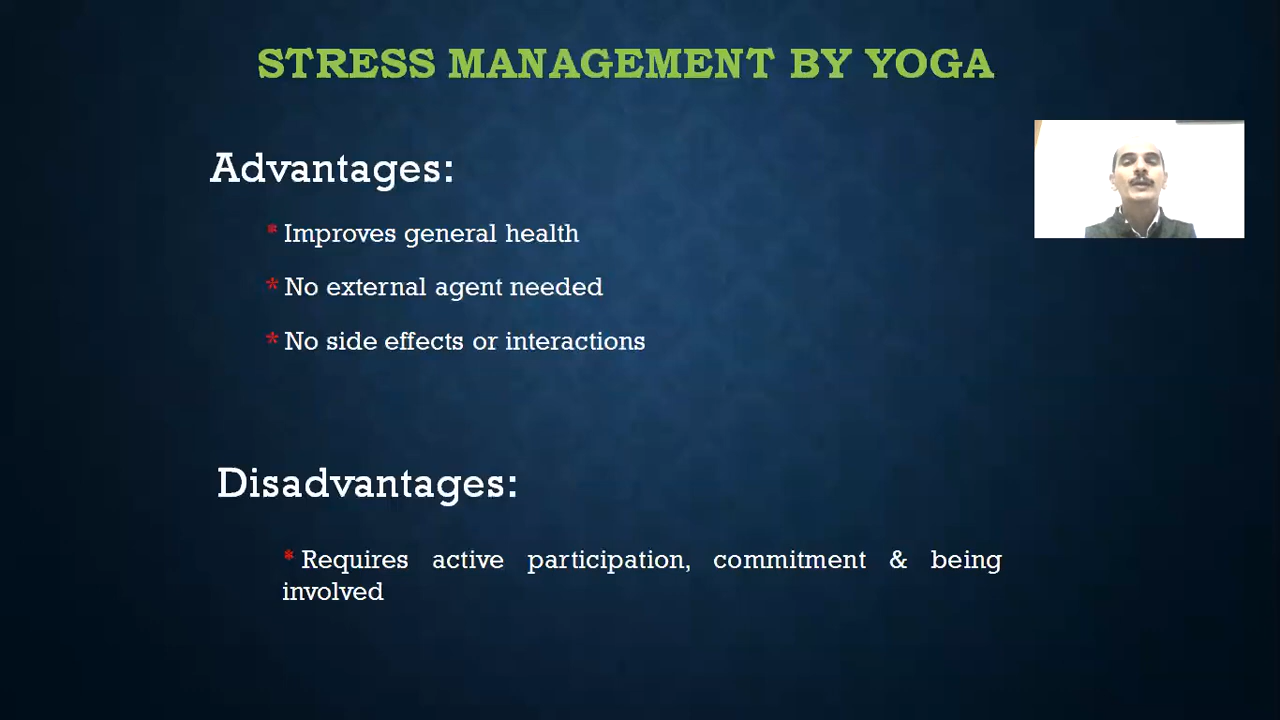 STRESS MANAGEMENT BY YOGA
Advantages:
* Improves general health
* No external agent needed
* No side effects or interactions
Disadvantages:
* Requires active participation, commitment & being
involved